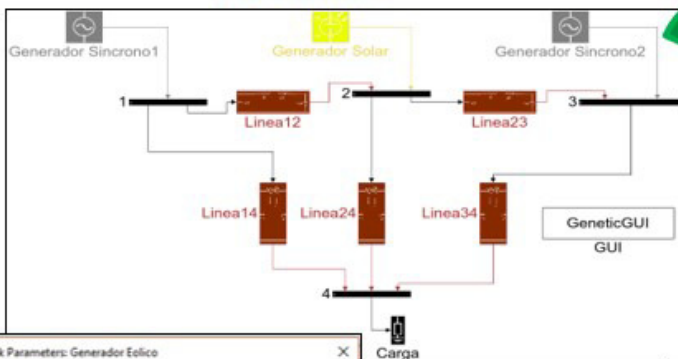 Generador Sincrono1
Generador Solar
Generador Sincrono2
1
2
3
Linea12
Linea23
Linea14
Linea24
Linea34
GeneticGUI
GUI
4
Carga
k Parameters: Generador Eolico